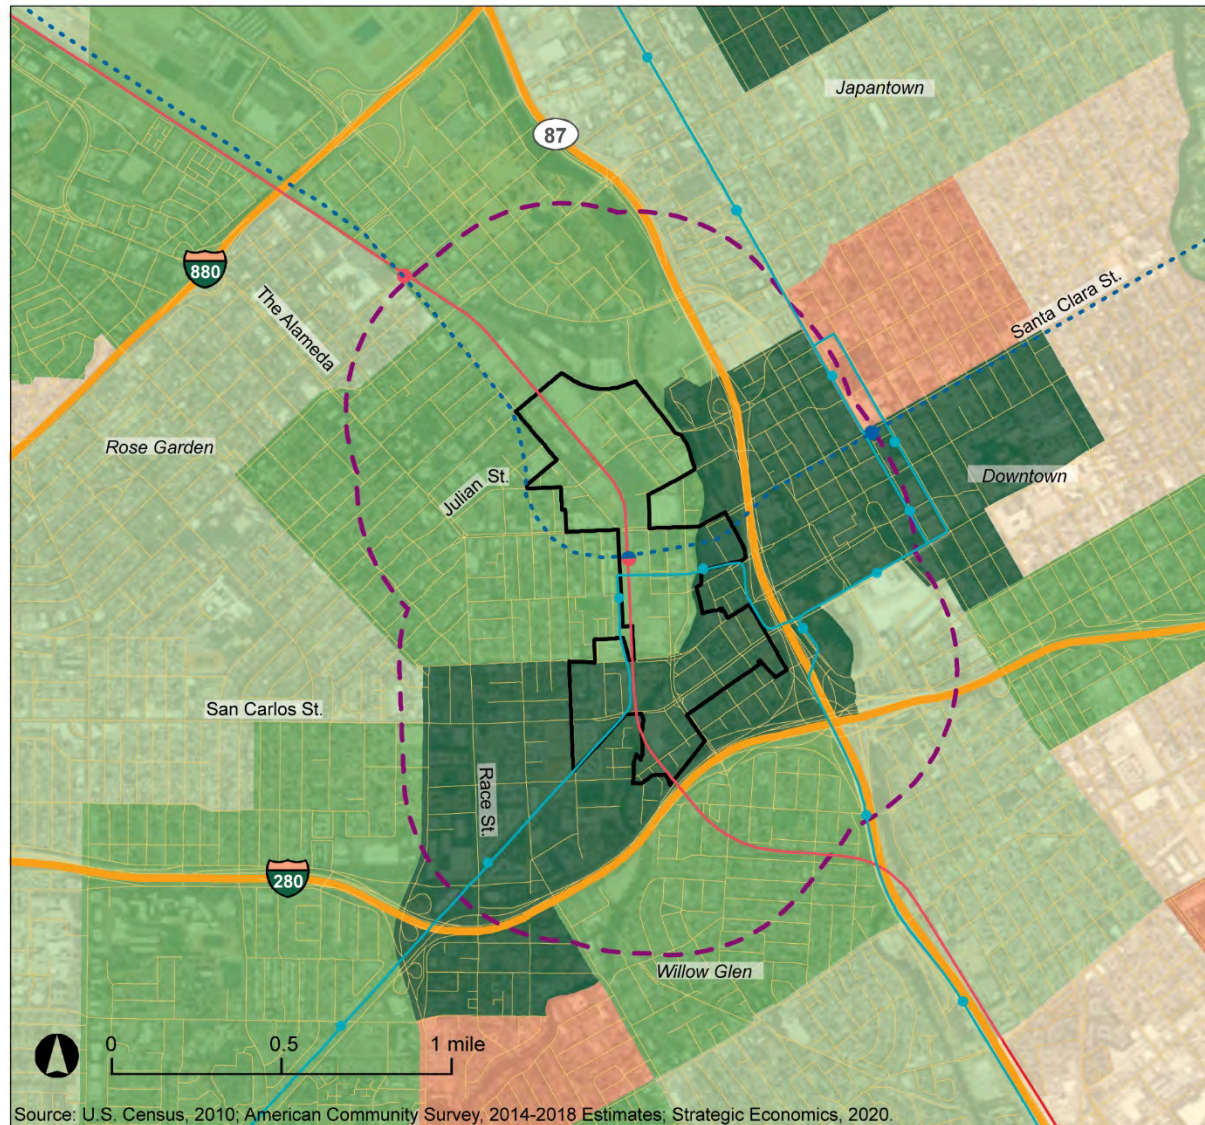 Japantown
87
880
The Alameda
Santa Clara St.
Rose Garden
Julian St.
Downtown
San Carlos St.
Race St.
280
Willow Glen
0 0.5 1 mile
Source: U.S. Census, 2010; American Community Survey, 2014-2018 Estimates; Strategic Economics, 2020.